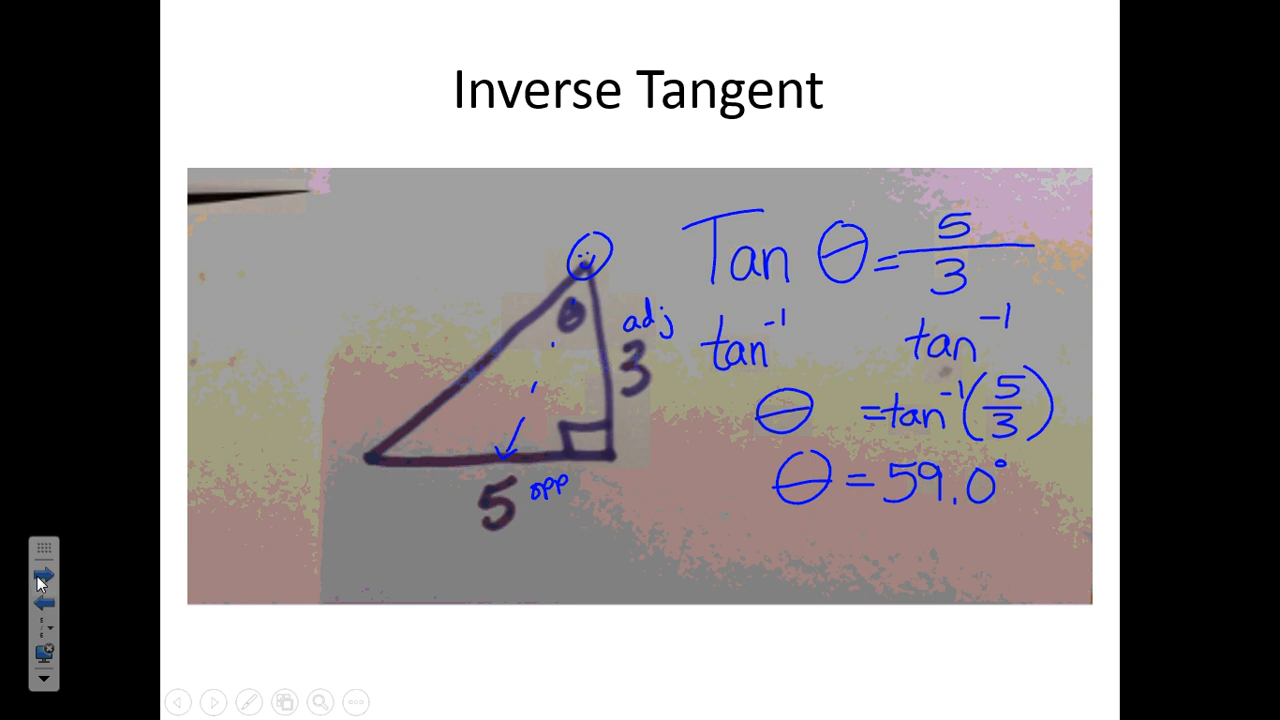 Inverse Tangent
Tan θ = 5/3
tan⁻¹ tan⁻¹
θ = tan⁻¹(5/3)
θ = 59.0°
θ
adj
3
5 opp